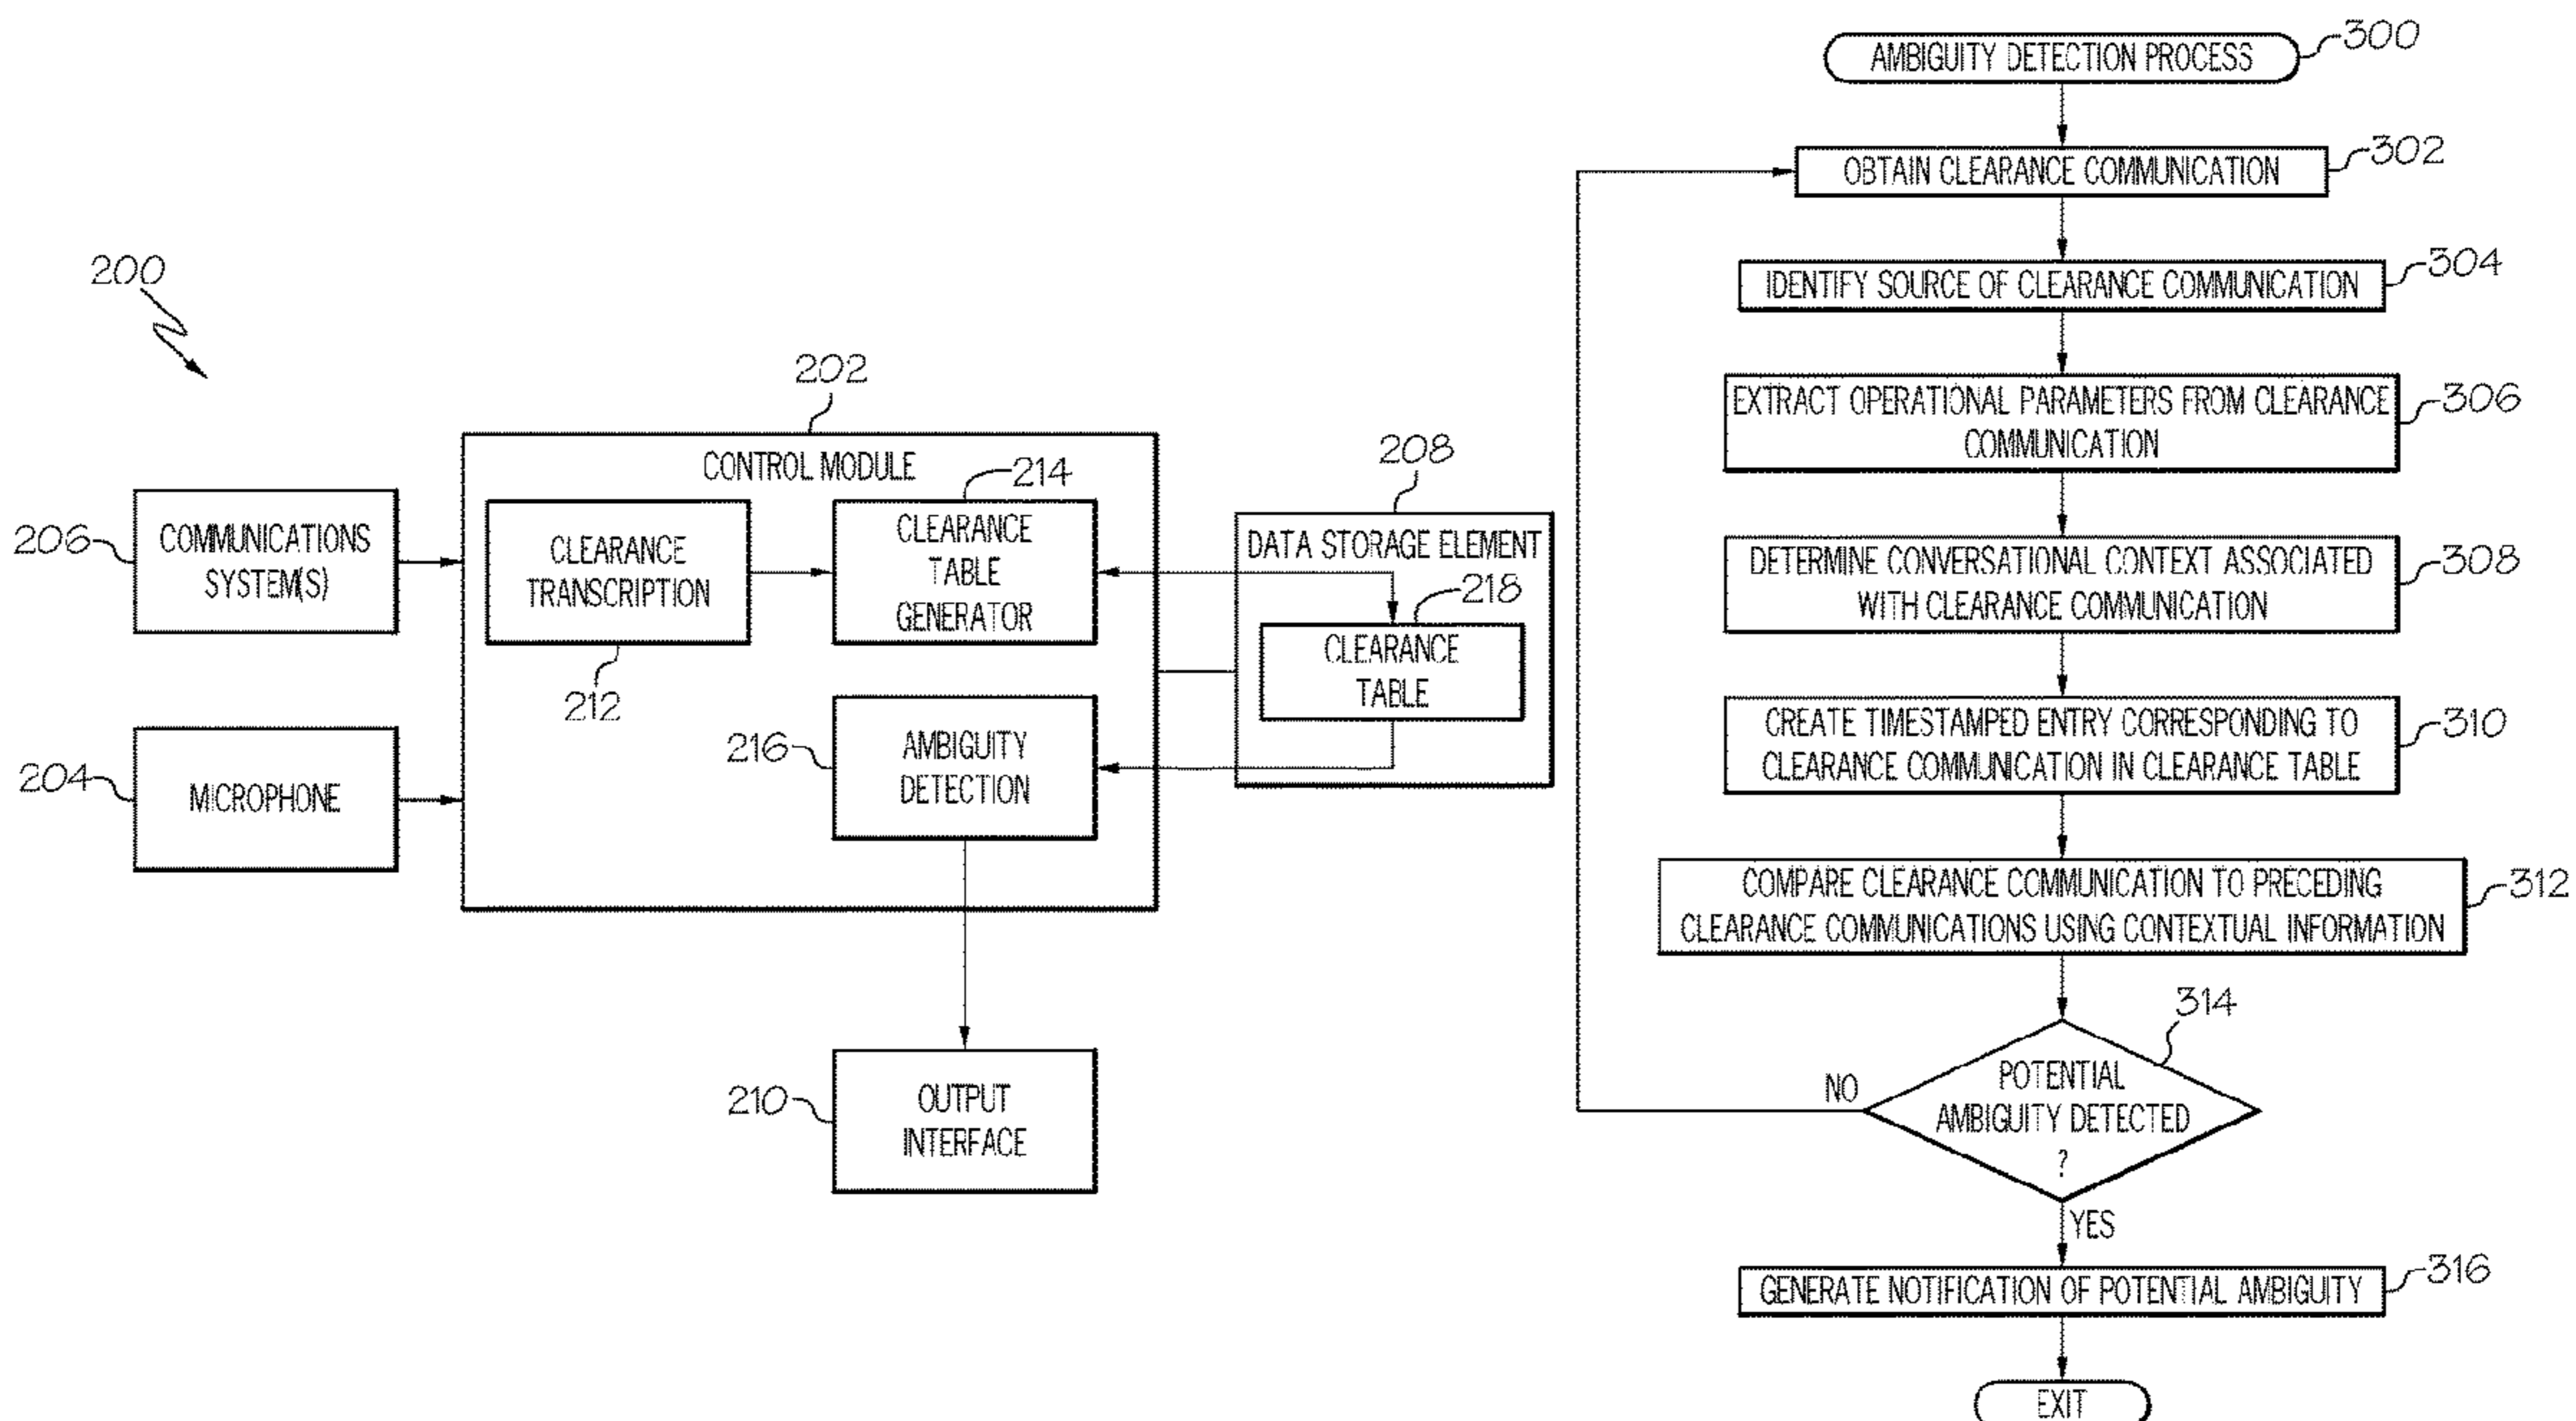 200
202
CONTROL MODULE
206
COMMUNICATIONS
SYSTEM(S)
204
MICROPHONE
CLEARANCE
TRANSCRIPTION
212
214
CLEARANCE
TABLE
GENERATOR
216
AMBIGUITY
DETECTION
208
DATA STORAGE ELEMENT
218
CLEARANCE
TABLE
210
OUTPUT
INTERFACE
AMBIGUITY DETECTION PROCESS
300
OBTAIN CLEARANCE COMMUNICATION
302
IDENTIFY SOURCE OF CLEARANCE COMMUNICATION
304
EXTRACT OPERATIONAL PARAMETERS FROM CLEARANCE
COMMUNICATION
306
DETERMINE CONVERSATIONAL CONTEXT ASSOCIATED
WITH CLEARANCE COMMUNICATION
308
CREATE TIMESTAMPED ENTRY CORRESPONDING TO
CLEARANCE COMMUNICATION IN CLEARANCE TABLE
310
COMPARE CLEARANCE COMMUNICATION TO PRECEDING
CLEARANCE COMMUNICATIONS USING CONTEXTUAL INFORMATION
312
314
POTENTIAL
AMBIGUITY DETECTED
?
NO
YES
GENERATE NOTIFICATION OF POTENTIAL AMBIGUITY
316
EXIT